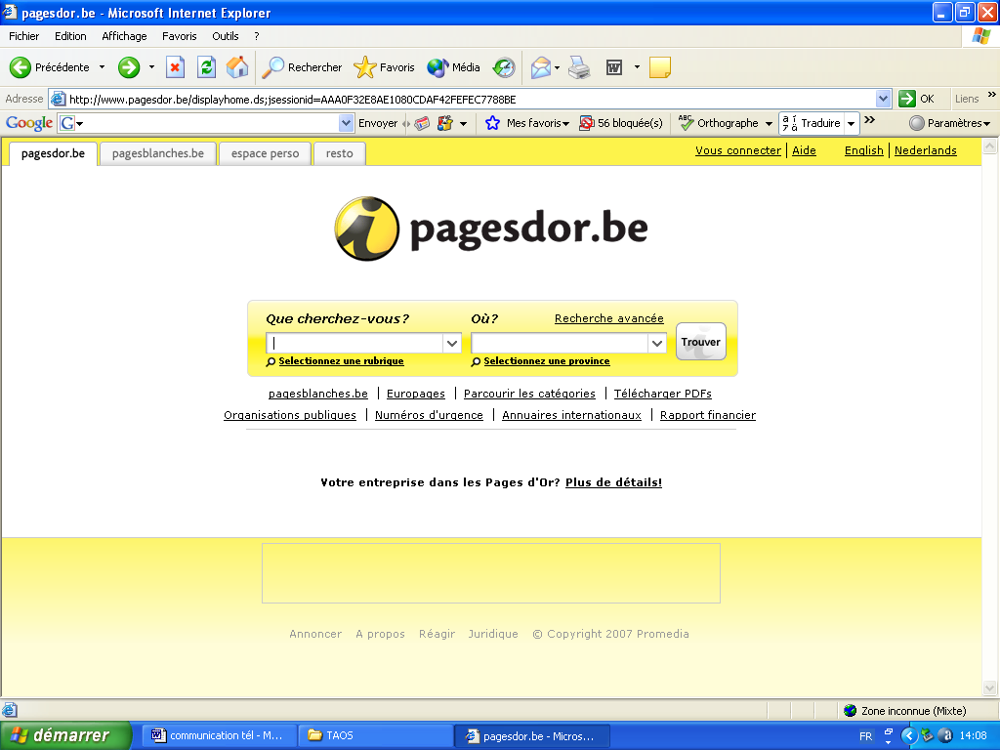 pagesdor.be - Microsoft Internet Explorer
Fichier Edition Affichage Favoris Outils ?
Précédente Rechercher Favoris Média
Adresse http://www.pagesdor.be/displayhome.ds;jsessionid=AAA0F32E8AE1080CDAF42FEFEC7788BE OK Liens »
Google G Envoyer Mes favoris 56 bloquée(s) ABC Orthographe Traduire » Paramètres
pagesdor.be pagesblanches.be espace perso resto Vous connecter | Aide English | Nederlands
pagesdor.be
Que cherchez-vous? Où? Recherche avancée
Trouver
Selectionnez une rubrique Selectionnez une province
pagesblanches.be | Europages | Parcourir les catégories | Télécharger PDFs
Organisations publiques | Numéros d'urgence | Annuaires internationaux | Rapport financier
Votre entreprise dans les Pages d'Or? Plus de détails!
Annoncer A propos Réagir Juridique © Copyright 2007 Promedia
Zone inconnue (Mixte)
démarrer communication tél - M... TAOS pagesdor.be - Micros... FR 14:08